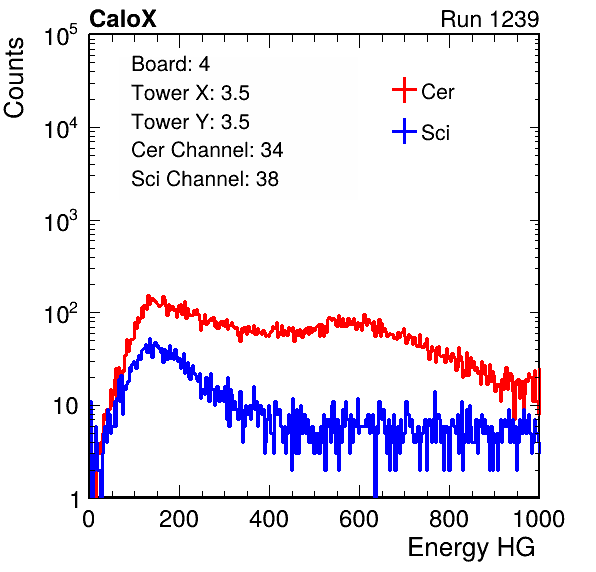 CaloX Run 1239
Counts
Board: 4
Tower X: 3.5
Tower Y: 3.5
Cer Channel: 34
Sci Channel: 38
Cer
Sci
10^5
10^4
10^3
10^2
10
1
0 200 400 600 800 1000
Energy HG